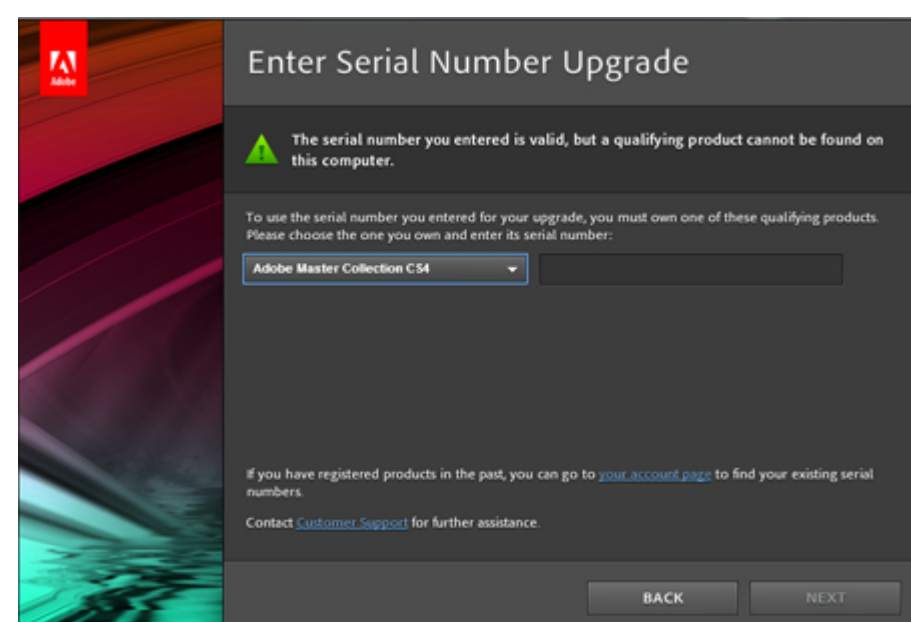 Adobe
Enter Serial Number Upgrade
The serial number you entered is valid, but a qualifying product cannot be found on
this computer.
To use the serial number you entered for your upgrade, you must own one of these qualifying products.
Please choose the one you own and enter its serial number:
Adobe Master Collection CS4
If you have registered products in the past, you can go to your account page to find your existing serial
numbers.
Contact Customer Support for further assistance.
BACK
NEXT